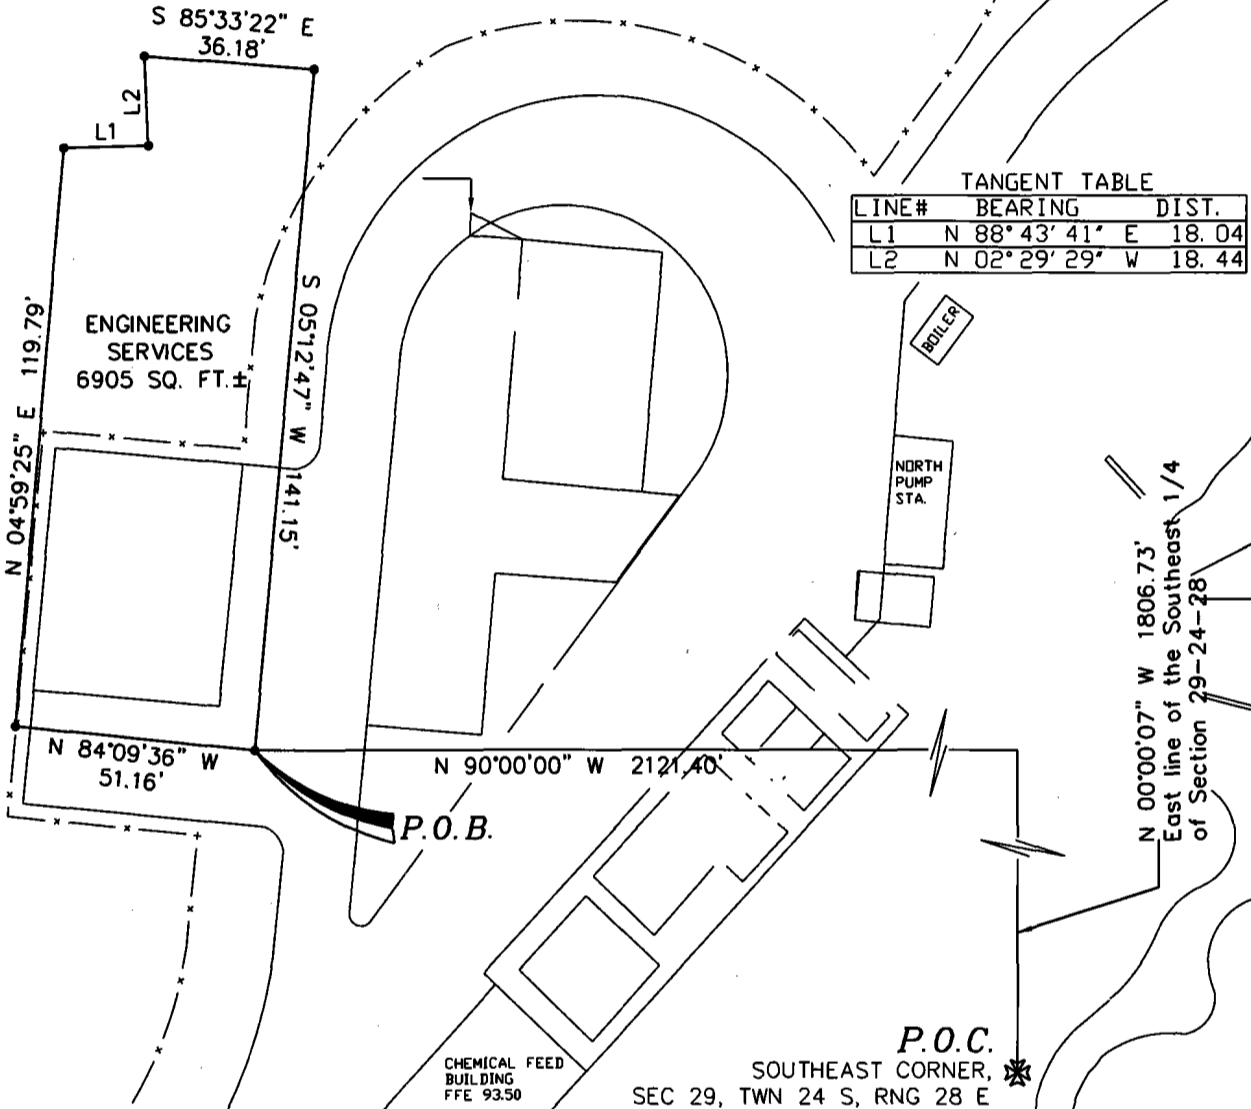 S 85°33'22" E
36.18'
L2
L1
TANGENT TABLE
LINE# BEARING DIST.
L1 N 88°43'41" E 18.04
L2 N 02°29'29" W 18.44
N 04°59'25" E 119.79'
ENGINEERING
SERVICES
6905 SQ. FT.±
S 05°12'47" W 141.15'
BOILER
NORTH
PUMP
STA.
N 00°00'07" W 1806.73'
East line of the Southeast 1/4
of Section 29-24-28
N 84°09'36" W
51.16'
N 90°00'00" W 2121.40'
P.O.B.
P.O.C.
SOUTHEAST CORNER,
SEC 29, TWN 24 S, RNG 28 E
CHEMICAL FEED
BUILDING
FFE 93.50